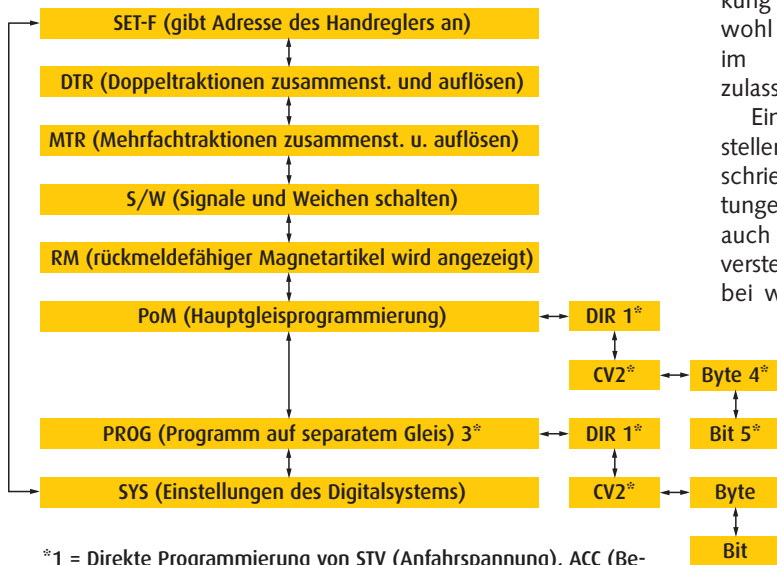 SET-F (gibt Adresse des Handreglers an)
DTR (Doppeltraktionen zusammenst. und auflösen)
MTR (Mehrfachtraktionen zusammenst. u. auflösen)
S/W (Signale und Weichen schalten)
RM (rückmeldefähiger Magnetartikel wird angezeigt)
PoM (Hauptgleisprogrammierung)
DIR 1*
CV2*
Byte 4*
Bit 5*
PROG (Programm auf separatem Gleis) 3*
DIR 1*
SYS (Einstellungen des Digitalsystems)
CV2*
Byte
Bit
*1 = Direkte Programmierung von STV (Anfahrspannung), ACC (Be-
kung
wohl
im
zulass
Ein
steller
schrie
tunge
auch
verste
bei w